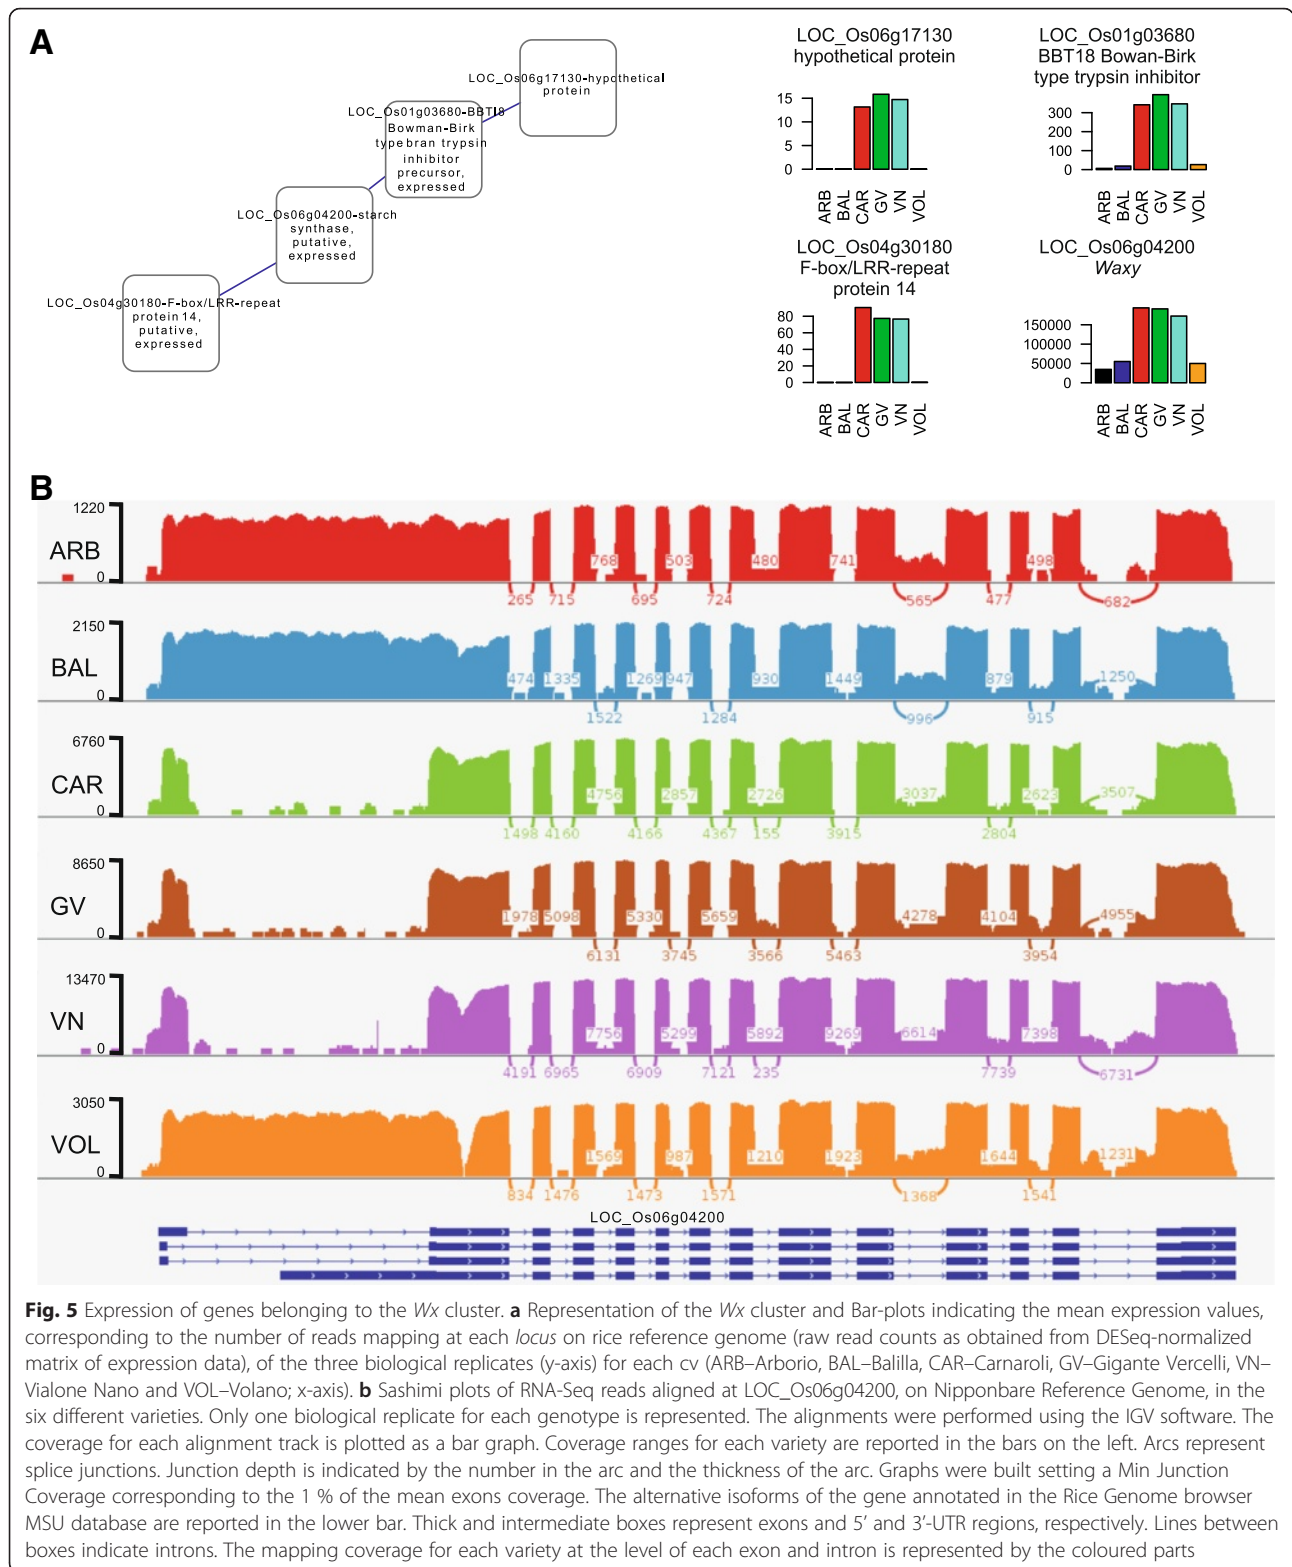 A
LOC_Os06g17130-hypothetical
protein
LOC_Os01g03680-BBTI8
Bowman-Birk
type bran trypsin
inhibitor
precursor,
expressed
LOC_Os06g04200-starch
synthase,
putative,
expressed
LOC_Os04g30180-F-box/LRR-repeat
protein 14,
putative,
expressed
LOC_Os06g17130
hypothetical protein
15
10
5
0
ARB
BAL
CAR
GV
VN
VOL
LOC_Os01g03680
BBT18 Bowan-Birk
type trypsin inhibitor
300
200
100
0
ARB
BAL
CAR
GV
VN
VOL
LOC_Os04g30180
F-box/LRR-repeat
protein 14
80
60
40
20
0
ARB
BAL
CAR
GV
VN
VOL
LOC_Os06g04200
Waxy
150000
100000
50000
0
ARB
BAL
CAR
GV
VN
VOL
B
1220
ARB
0
768 503 480 741 498
265 715 695 724 565 477 682
2150
BAL
0
474 1335 1269 947 930 1449 879 1250
1522 1284 996 915
6760
CAR
0
4756 2857 2726 3037 2623 3507
1498 4160 4166 4367 155 3915 2804
8650
GV
0
1978 5098 5330 5659 4278 4104 4955
6131 3745 3566 5463 3954
13470
VN
0
7756 5299 5892 9269 6614 7398
4191 6965 6909 7121 235 7739 6731
3050
VOL
0
1569 987 1210 1923 1644 1231
834 1476 1473 1571 1368 1541
LOC_Os06g04200
Fig. 5 Expression of genes belonging to the Wx cluster. a Representation of the Wx cluster and Bar-plots indicating the mean expression values,
corresponding to the number of reads mapping at each locus on rice reference genome (raw read counts as obtained from DESeq-normalized
matrix of expression data), of the three biological replicates (y-axis) for each cv (ARB–Arborio, BAL–Balilla, CAR–Carnaroli, GV–Gigante Vercelli, VN–
Vialone Nano and VOL–Volano; x-axis). b Sashimi plots of RNA-Seq reads aligned at LOC_Os06g04200, on Nipponbare Reference Genome, in the
six different varieties. Only one biological replicate for each genotype is represented. The alignments were performed using the IGV software. The
coverage for each alignment track is plotted as a bar graph. Coverage ranges for each variety are reported in the bars on the left. Arcs represent
splice junctions. Junction depth is indicated by the number in the arc and the thickness of the arc. Graphs were built setting a Min Junction
Coverage corresponding to the 1 % of the mean exons coverage. The alternative isoforms of the gene annotated in the Rice Genome browser
MSU database are reported in the lower bar. Thick and intermediate boxes represent exons and 5’ and 3’-UTR regions, respectively. Lines between
boxes indicate introns. The mapping coverage for each variety at the level of each exon and intron is represented by the coloured parts